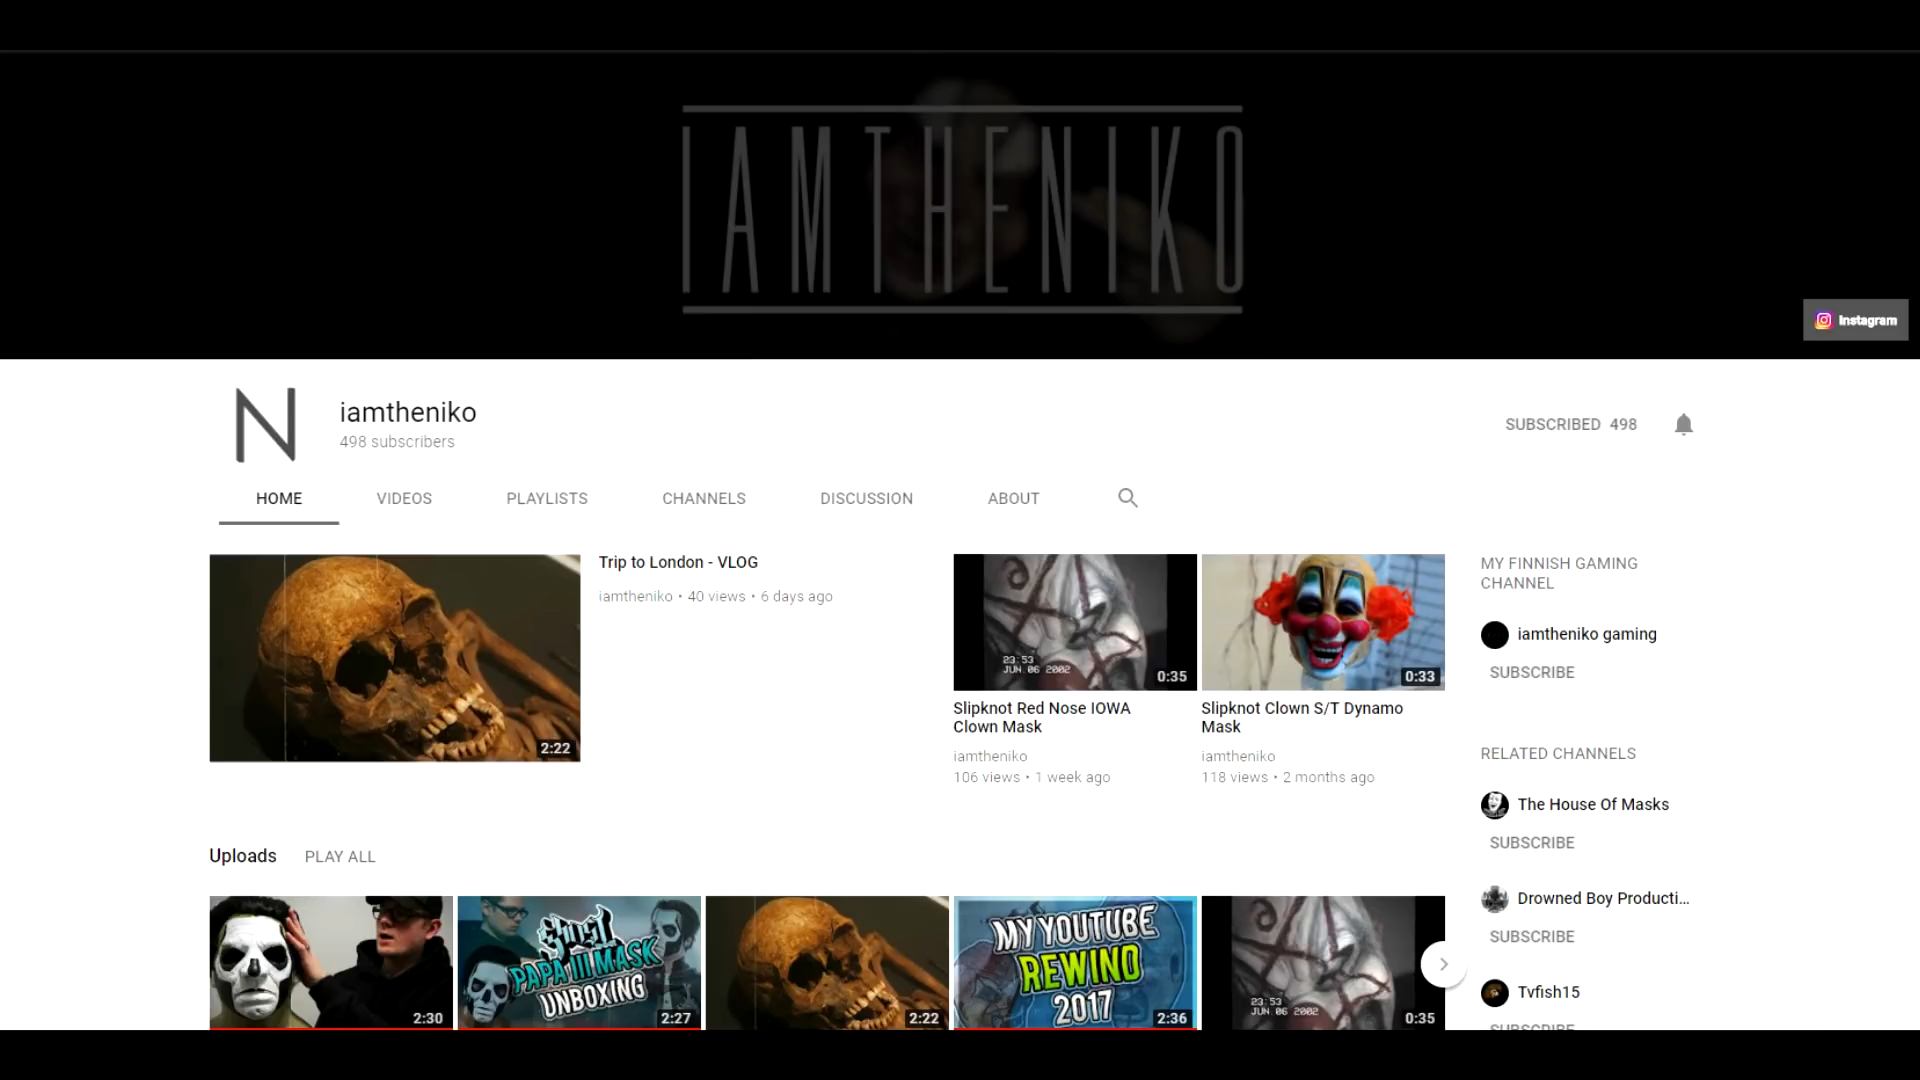 IAMTHENIKO
Instagram
N
iamtheniko
498 subscribers
SUBSCRIBED 498
HOME VIDEOS PLAYLISTS CHANNELS DISCUSSION ABOUT
Trip to London - VLOG
iamtheniko • 40 views • 6 days ago
2:22
23:53
JUN.06 2002
0:35
Slipknot Red Nose IOWA
Clown Mask
iamtheniko
106 views • 1 week ago
0:33
Slipknot Clown S/T Dynamo
Mask
iamtheniko
118 views • 2 months ago
MY FINNISH GAMING
CHANNEL
iamtheniko gaming
SUBSCRIBE
RELATED CHANNELS
The House Of Masks
SUBSCRIBE
Drowned Boy Producti...
SUBSCRIBE
Tvfish15
SUBSCRIBE
Uploads PLAY ALL
2:30
Ghost
PAPA III MASK
UNBOXING
2:27
2:22
MY YOUTUBE
REWIND
2017
2:36
23:53
JUN.06 2002
0:35